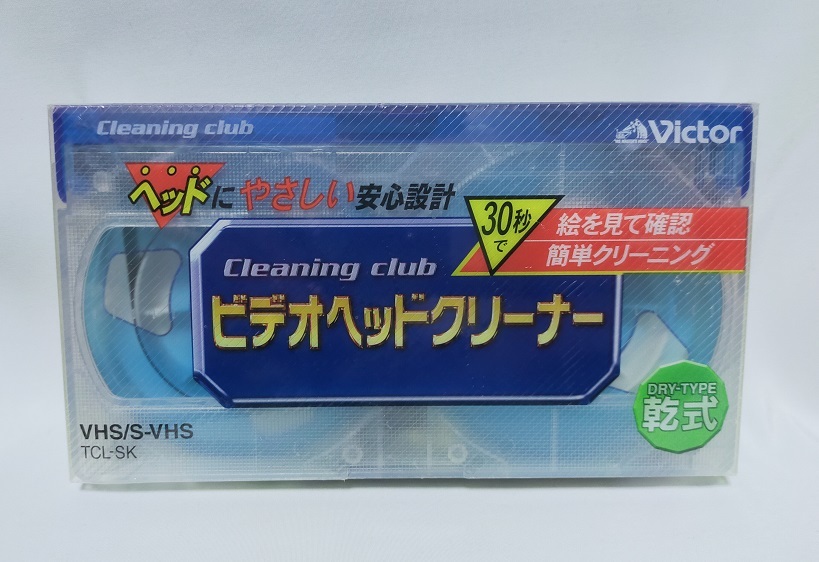 Cleaning club
Victor
ヘッドにやさしい安心設計
30秒で
絵を見て確認
簡単クリーニング
Cleaning club
ビデオヘッドクリーナー
DRY-TYPE
乾式
VHS/S-VHS
TCL-SK